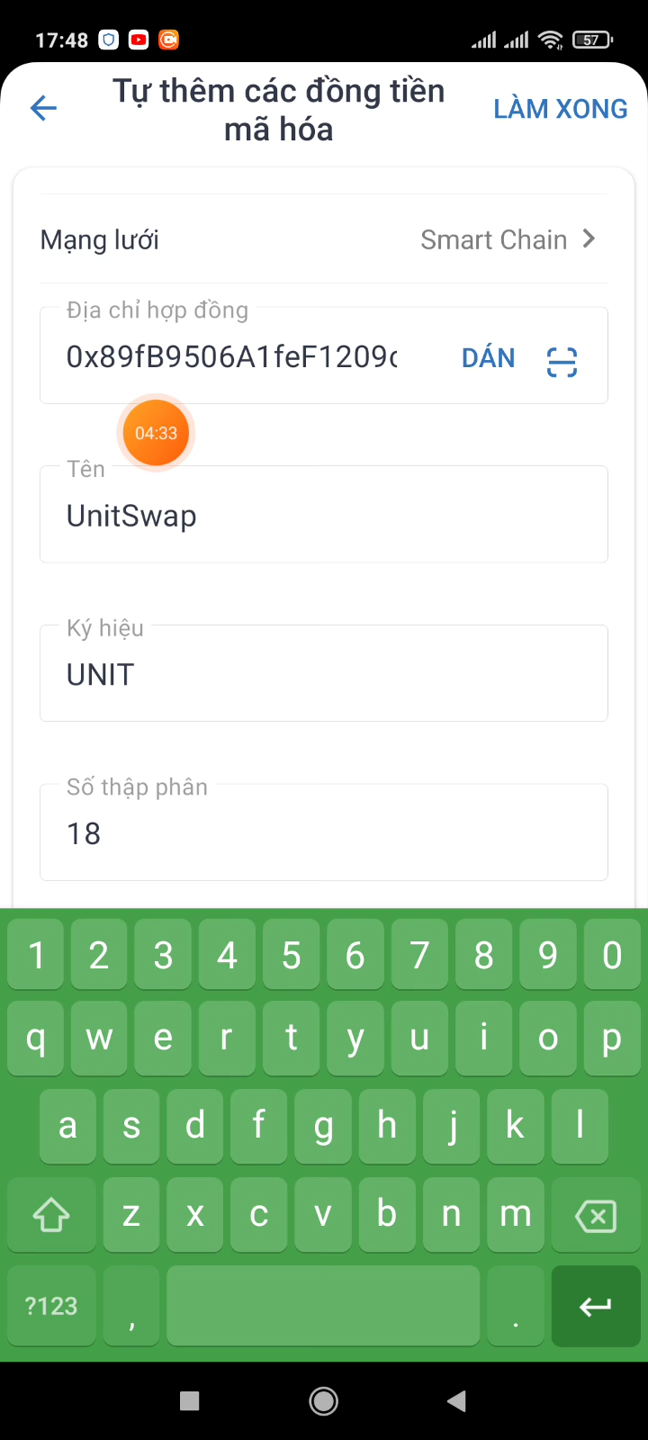 17:48
57
Tự thêm các đồng tiền
mã hóa
LÀM XONG
Mạng lưới
Smart Chain
Địa chỉ hợp đồng
0x89fB9506A1feF1209c
DÁN
04:33
Tên
UnitSwap
Ký hiệu
UNIT
Số thập phân
18
1 2 3 4 5 6 7 8 9 0
q w e r t y u i o p
a s d f g h j k l
z x c v b n m
?123 , .